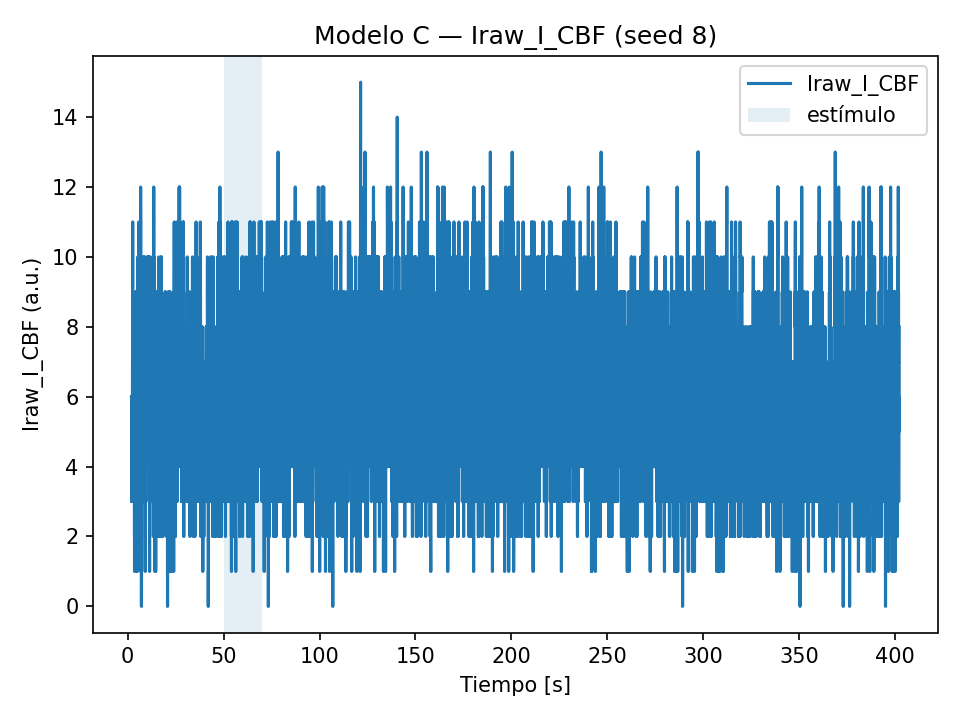 Modelo C — Iraw_I_CBF (seed 8)
Iraw_I_CBF
estímulo
Iraw_I_CBF (a.u.)
14
12
10
8
6
4
2
0
0 50 100 150 200 250 300 350 400
Tiempo [s]